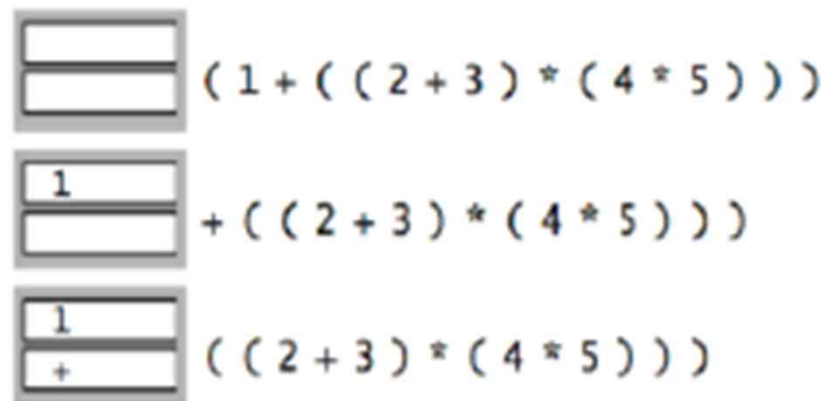 ( 1 + ( ( 2 + 3 ) * ( 4 * 5 ) ) )
1
+ ( ( 2 + 3 ) * ( 4 * 5 ) ) )
1
+
( ( 2 + 3 ) * ( 4 * 5 ) ) )